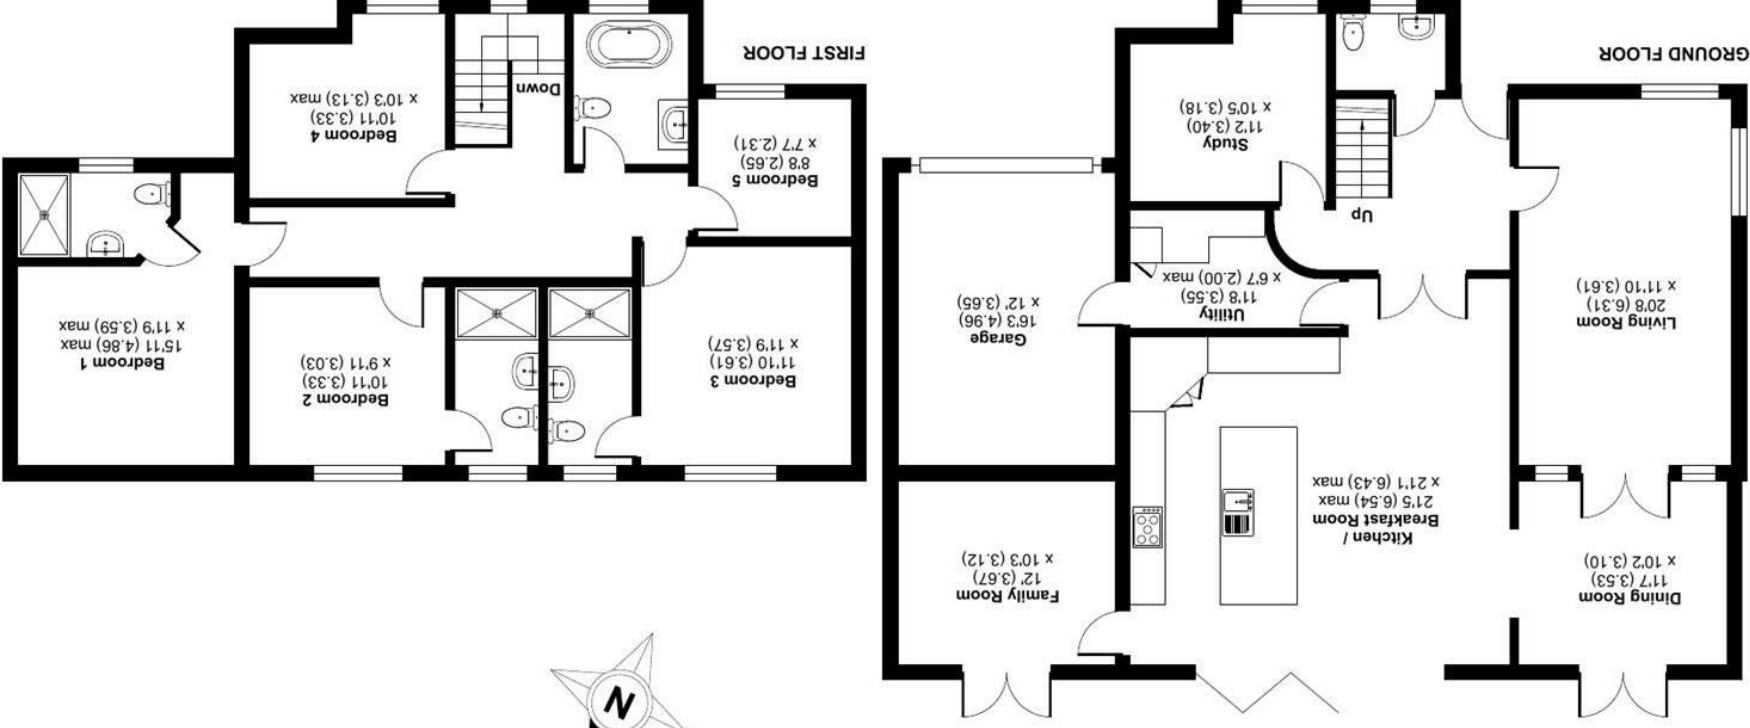 Dining Room
11'7 (3.53)
x 10'2 (3.10)
Kitchen /
Breakfast Room
21'5 (6.54) max
x 21'1 (6.43) max
Family Room
12' (3.67)
x 10'3 (3.12)
Living Room
20'8 (6.31)
x 11'10 (3.61)
Utility
11'8 (3.55)
x 6'7 (2.00) max
Garage
16'3 (4.96)
x 12' (3.65)
Up
Study
11'2 (3.40)
x 10'5 (3.18)
GROUND FLOOR
N
Bedroom 3
11'10 (3.61)
x 11'9 (3.57)
Bedroom 2
10'11 (3.33)
x 9'11 (3.03)
Bedroom 1
15'11 (4.86) max
x 11'9 (3.59) max
Bedroom 5
8'8 (2.65)
x 7'7 (2.31)
Down
Bedroom 4
10'11 (3.33)
x 10'3 (3.13) max
FIRST FLOOR